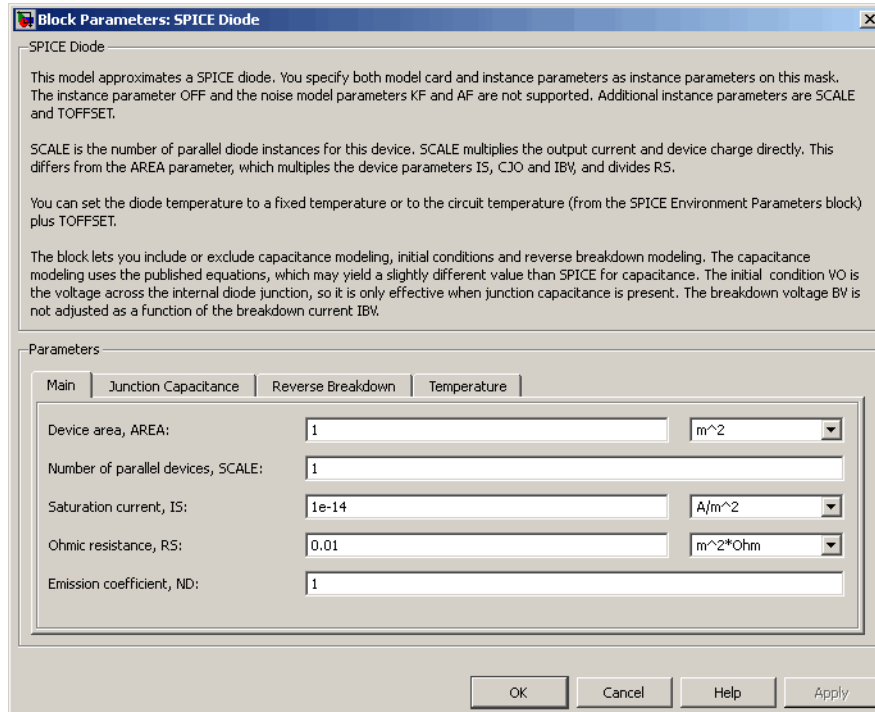 Block Parameters: SPICE Diode
SPICE Diode
This model approximates a SPICE diode. You specify both model card and instance parameters as instance parameters on this mask.
The instance parameter OFF and the noise model parameters KF and AF are not supported. Additional instance parameters are SCALE
and TOFFSET.
SCALE is the number of parallel diode instances for this device. SCALE multiplies the output current and device charge directly. This
differs from the AREA parameter, which multiples the device parameters IS, CJO and IBV, and divides RS.
You can set the diode temperature to a fixed temperature or to the circuit temperature (from the SPICE Environment Parameters block)
plus TOFFSET.
The block lets you include or exclude capacitance modeling, initial conditions and reverse breakdown modeling. The capacitance
modeling uses the published equations, which may yield a slightly different value than SPICE for capacitance. The initial condition VO is
the voltage across the internal diode junction, so it is only effective when junction capacitance is present. The breakdown voltage BV is
not adjusted as a function of the breakdown current IBV.
Parameters
Main Junction Capacitance Reverse Breakdown Temperature
Device area, AREA: 1 m^2
Number of parallel devices, SCALE: 1
Saturation current, IS: 1e-14 A/m^2
Ohmic resistance, RS: 0.01 m^2*Ohm
Emission coefficient, ND: 1
OK Cancel Help Apply